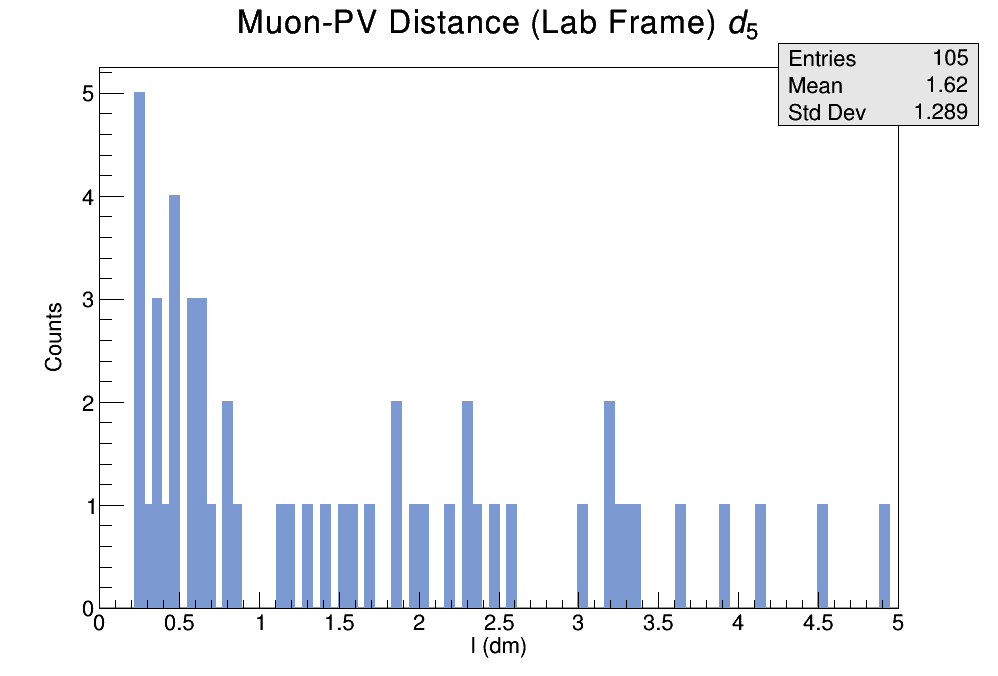 Muon-PV Distance (Lab Frame) d5
Entries 105
Mean 1.62
Std Dev 1.289
5
4
3
2
1
0
Counts
0 0.5 1 1.5 2 2.5 3 3.5 4 4.5 5
l (dm)